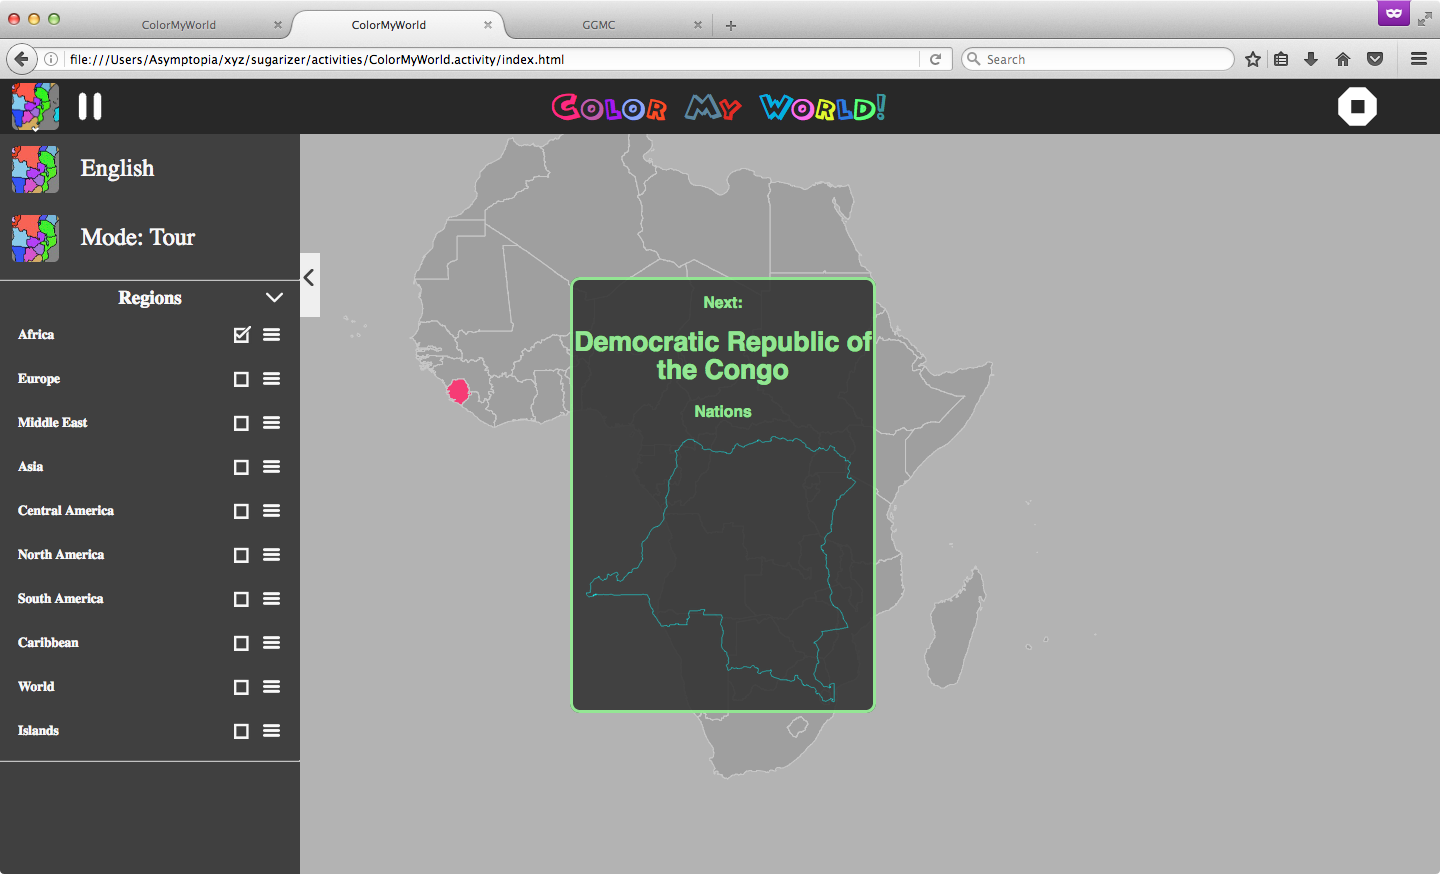 ColorMyWorld
ColorMyWorld
GGMC
file:///Users/Asymptopia/xyz/sugarizer/activities/ColorMyWorld.activity/index.html
Search
Color My World!
English
Mode: Tour
Regions
Africa
Europe
Middle East
Asia
Central America
North America
South America
Caribbean
World
Islands
Next:
Democratic Republic of
the Congo
Nations